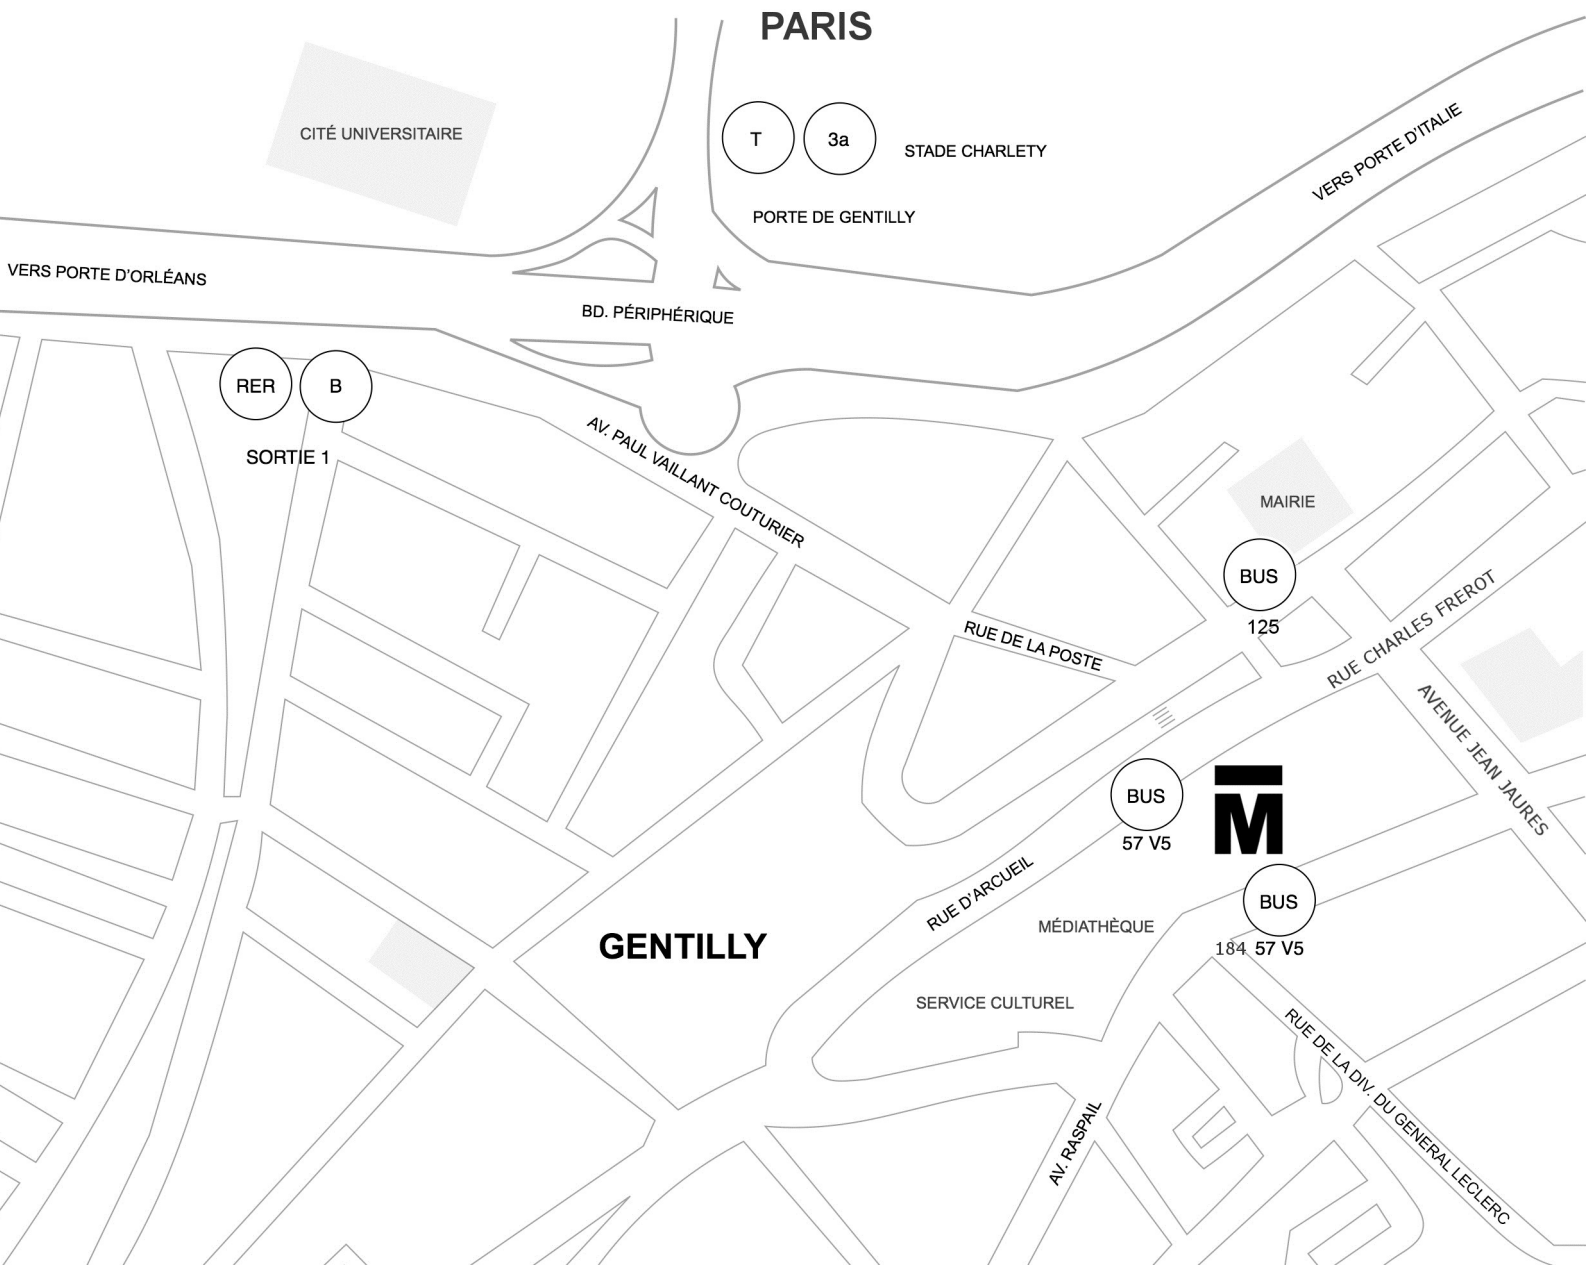 PARIS
CITÉ UNIVERSITAIRE
T
3a
STADE CHARLETY
VERS PORTE D'ITALIE
PORTE DE GENTILLY
VERS PORTE D'ORLÉANS
BD. PÉRIPHÉRIQUE
RER
B
SORTIE 1
AV. PAUL VAILLANT COUTURIER
MAIRIE
BUS
125
RUE DE LA POSTE
RUE CHARLES FREROT
AVENUE JEAN JAURES
BUS
57 V5
M
RUE D'ARCUEIL
BUS
184 57 V5
MÉDIATHÈQUE
GENTILLY
SERVICE CULTUREL
RUE DE LA DIV. DU GENERAL LECLERC
AV. RASPAIL